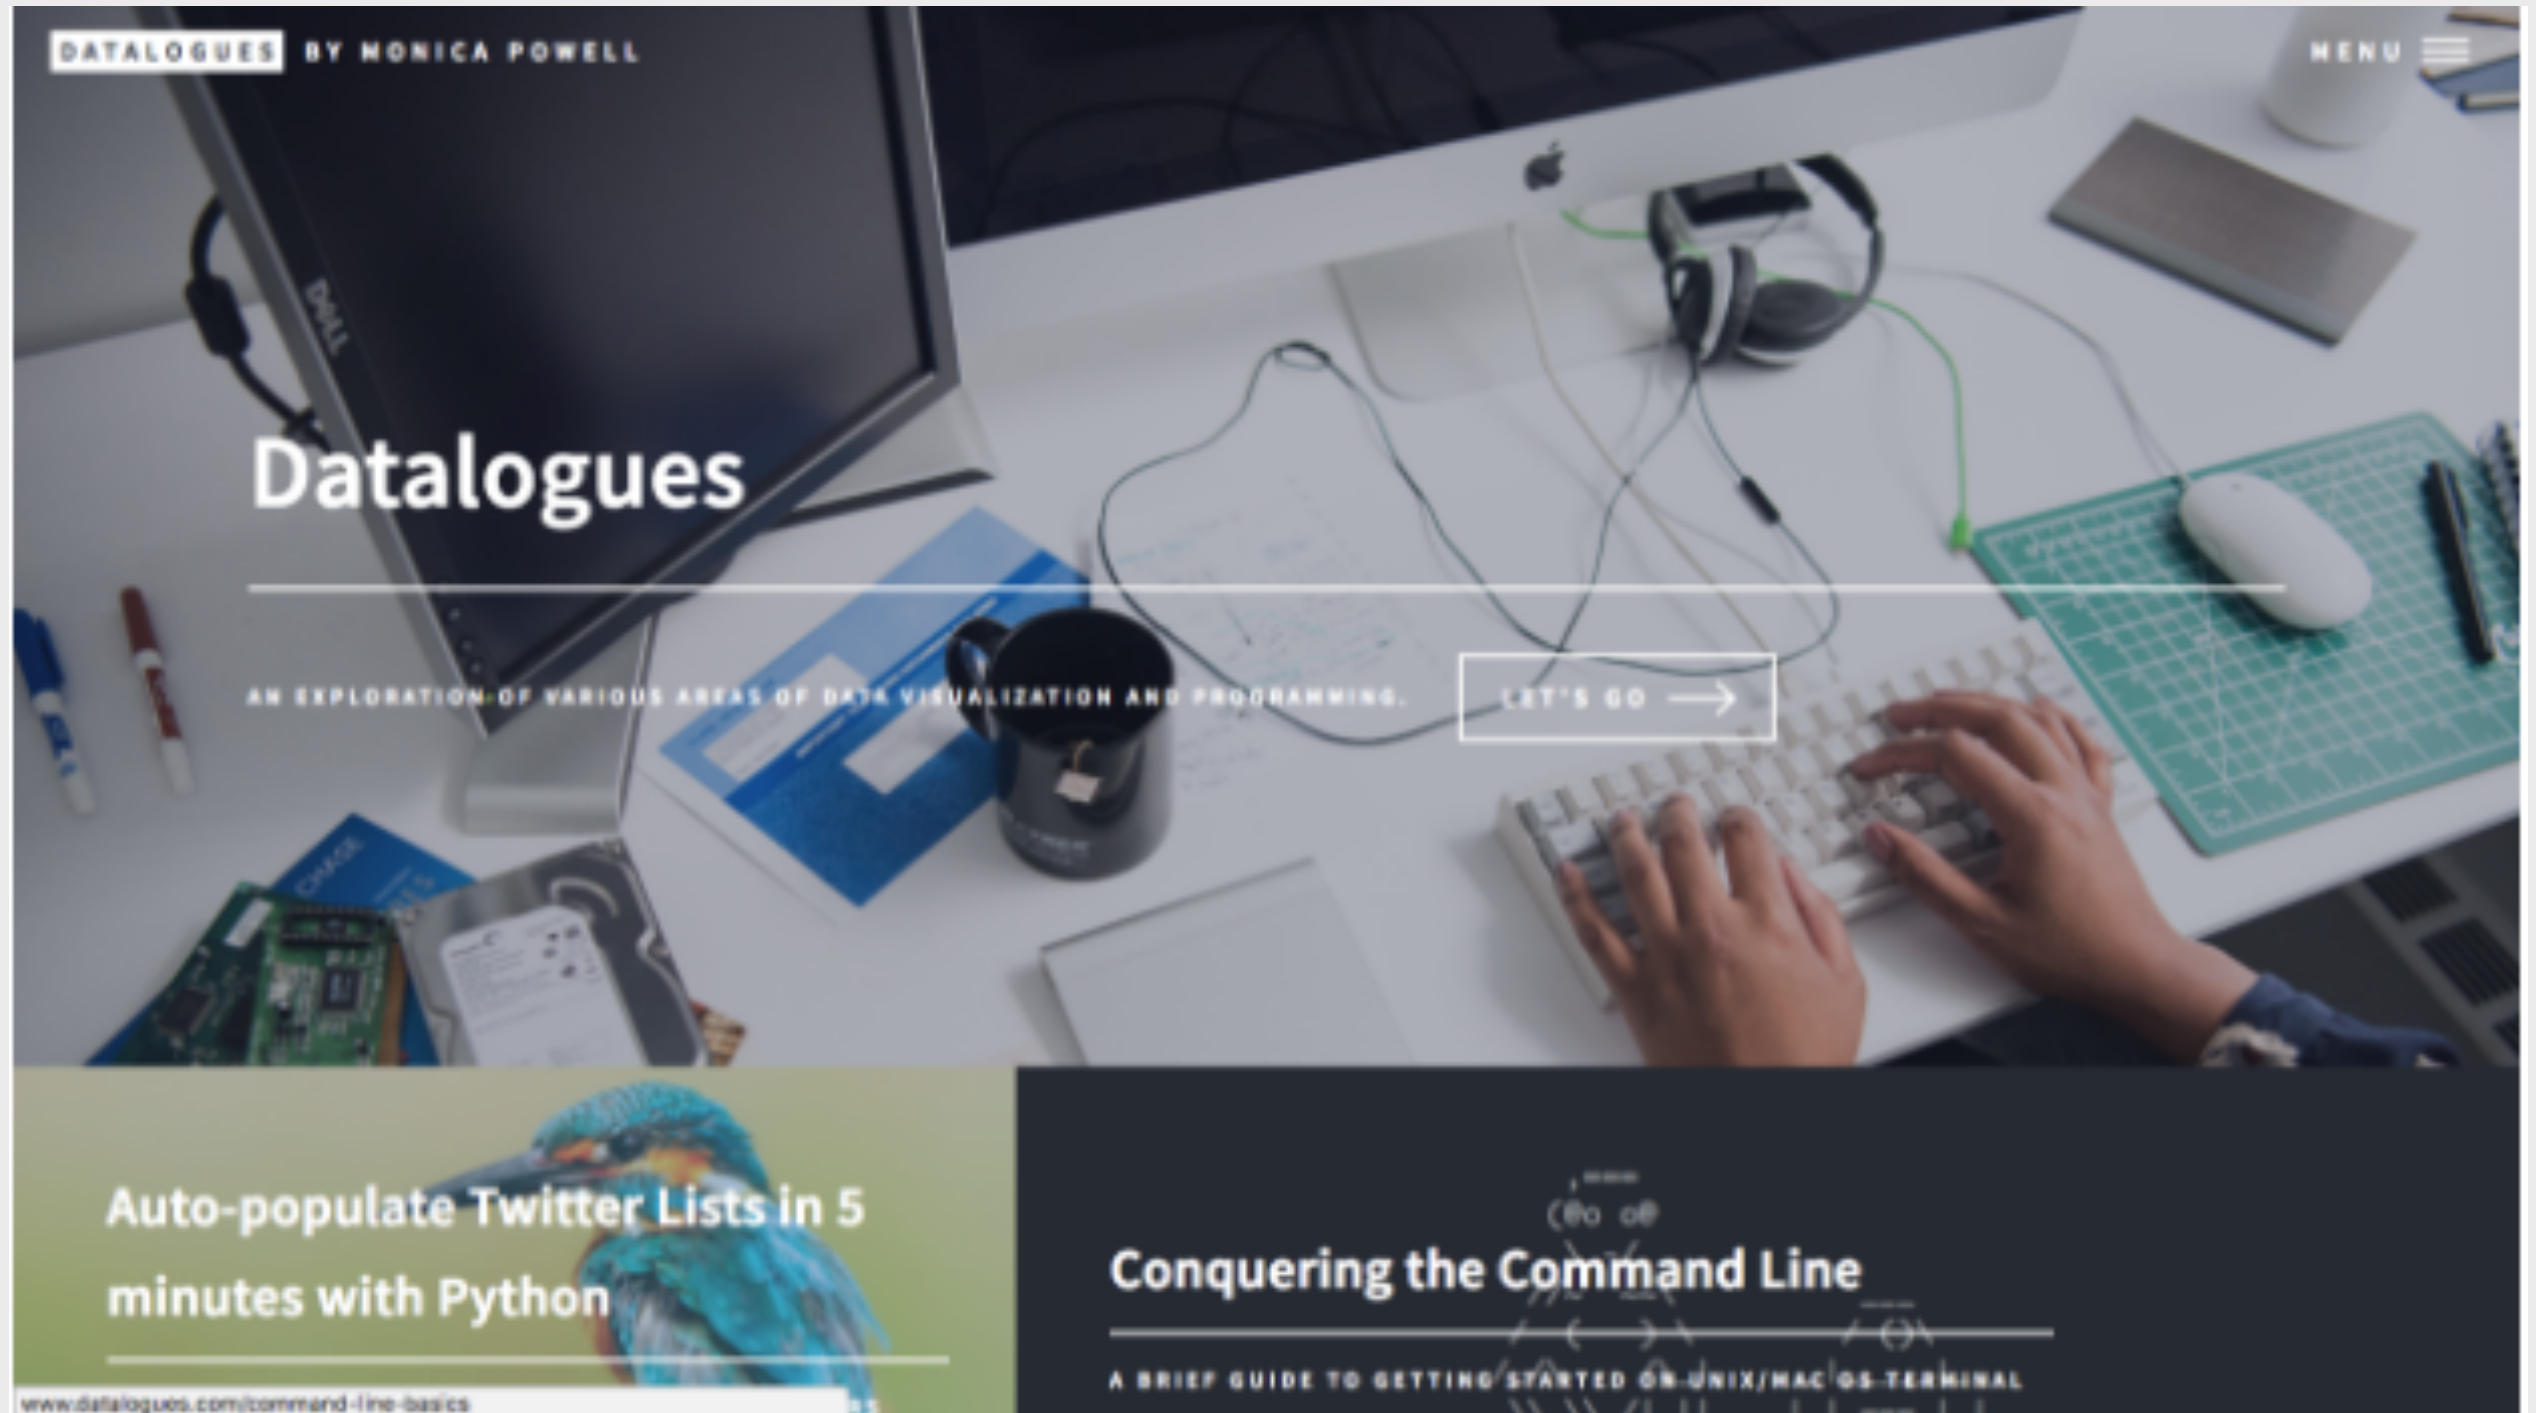 DATALOGUES BY MONICA POWELL
MENU
DELL
Datalogues
AN EXPLORATION OF VARIOUS AREAS OF DATA VISUALIZATION AND PROGRAMMING.
LET'S GO
CHASE
Auto-populate Twitter Lists in 5
minutes with Python
Conquering the Command Line
A BRIEF GUIDE TO GETTING STARTED ON UNIX/MAC OS TERMINAL
www.datalogues.com/command-line-basics